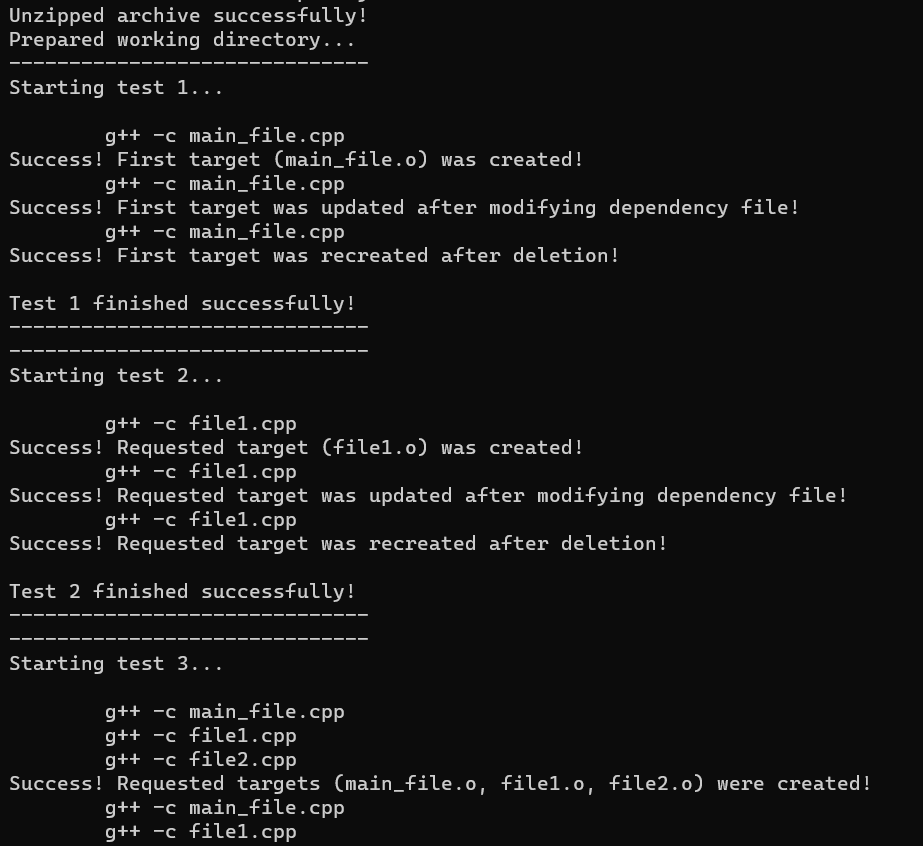 Unzipped archive successfully!
Prepared working directory...
------------------------------
Starting test 1...
g++ -c main_file.cpp
Success! First target (main_file.o) was created!
g++ -c main_file.cpp
Success! First target was updated after modifying dependency file!
g++ -c main_file.cpp
Success! First target was recreated after deletion!
Test 1 finished successfully!
------------------------------
------------------------------
Starting test 2...
g++ -c file1.cpp
Success! Requested target (file1.o) was created!
g++ -c file1.cpp
Success! Requested target was updated after modifying dependency file!
g++ -c file1.cpp
Success! Requested target was recreated after deletion!
Test 2 finished successfully!
------------------------------
------------------------------
Starting test 3...
g++ -c main_file.cpp
g++ -c file1.cpp
g++ -c file2.cpp
Success! Requested targets (main_file.o, file1.o, file2.o) were created!
g++ -c main_file.cpp
g++ -c file1.cpp